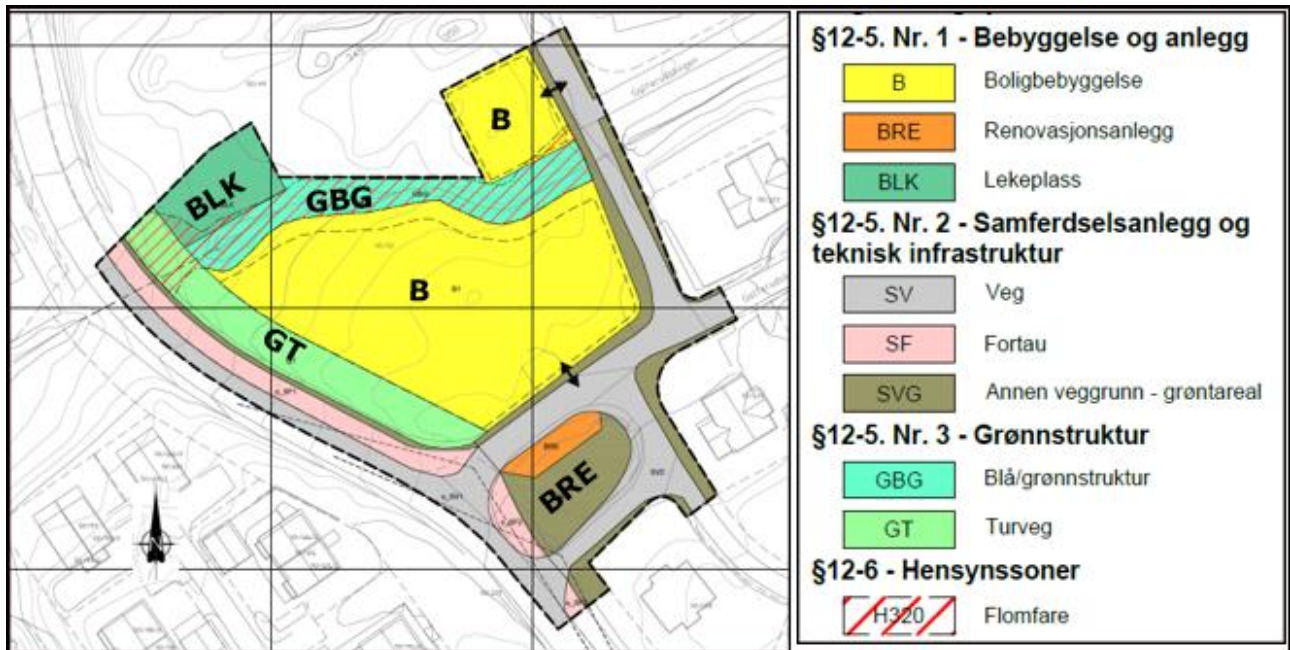 B
BLK
GBG
B
GT
BRE
BRE
§12-5. Nr. 1 - Bebyggelse og anlegg
B Boligbebyggelse
BRE Renovasjonsanlegg
BLK Lekeplass
§12-5. Nr. 2 - Samferdselsanlegg og
teknisk infrastruktur
SV Veg
SF Fortau
SVG Annen veggrunn - grøntareal
§12-5. Nr. 3 - Grønnstruktur
GBG Blå/grønnstruktur
GT Turveg
§12-6 - Hensynssoner
H320 Flomfare